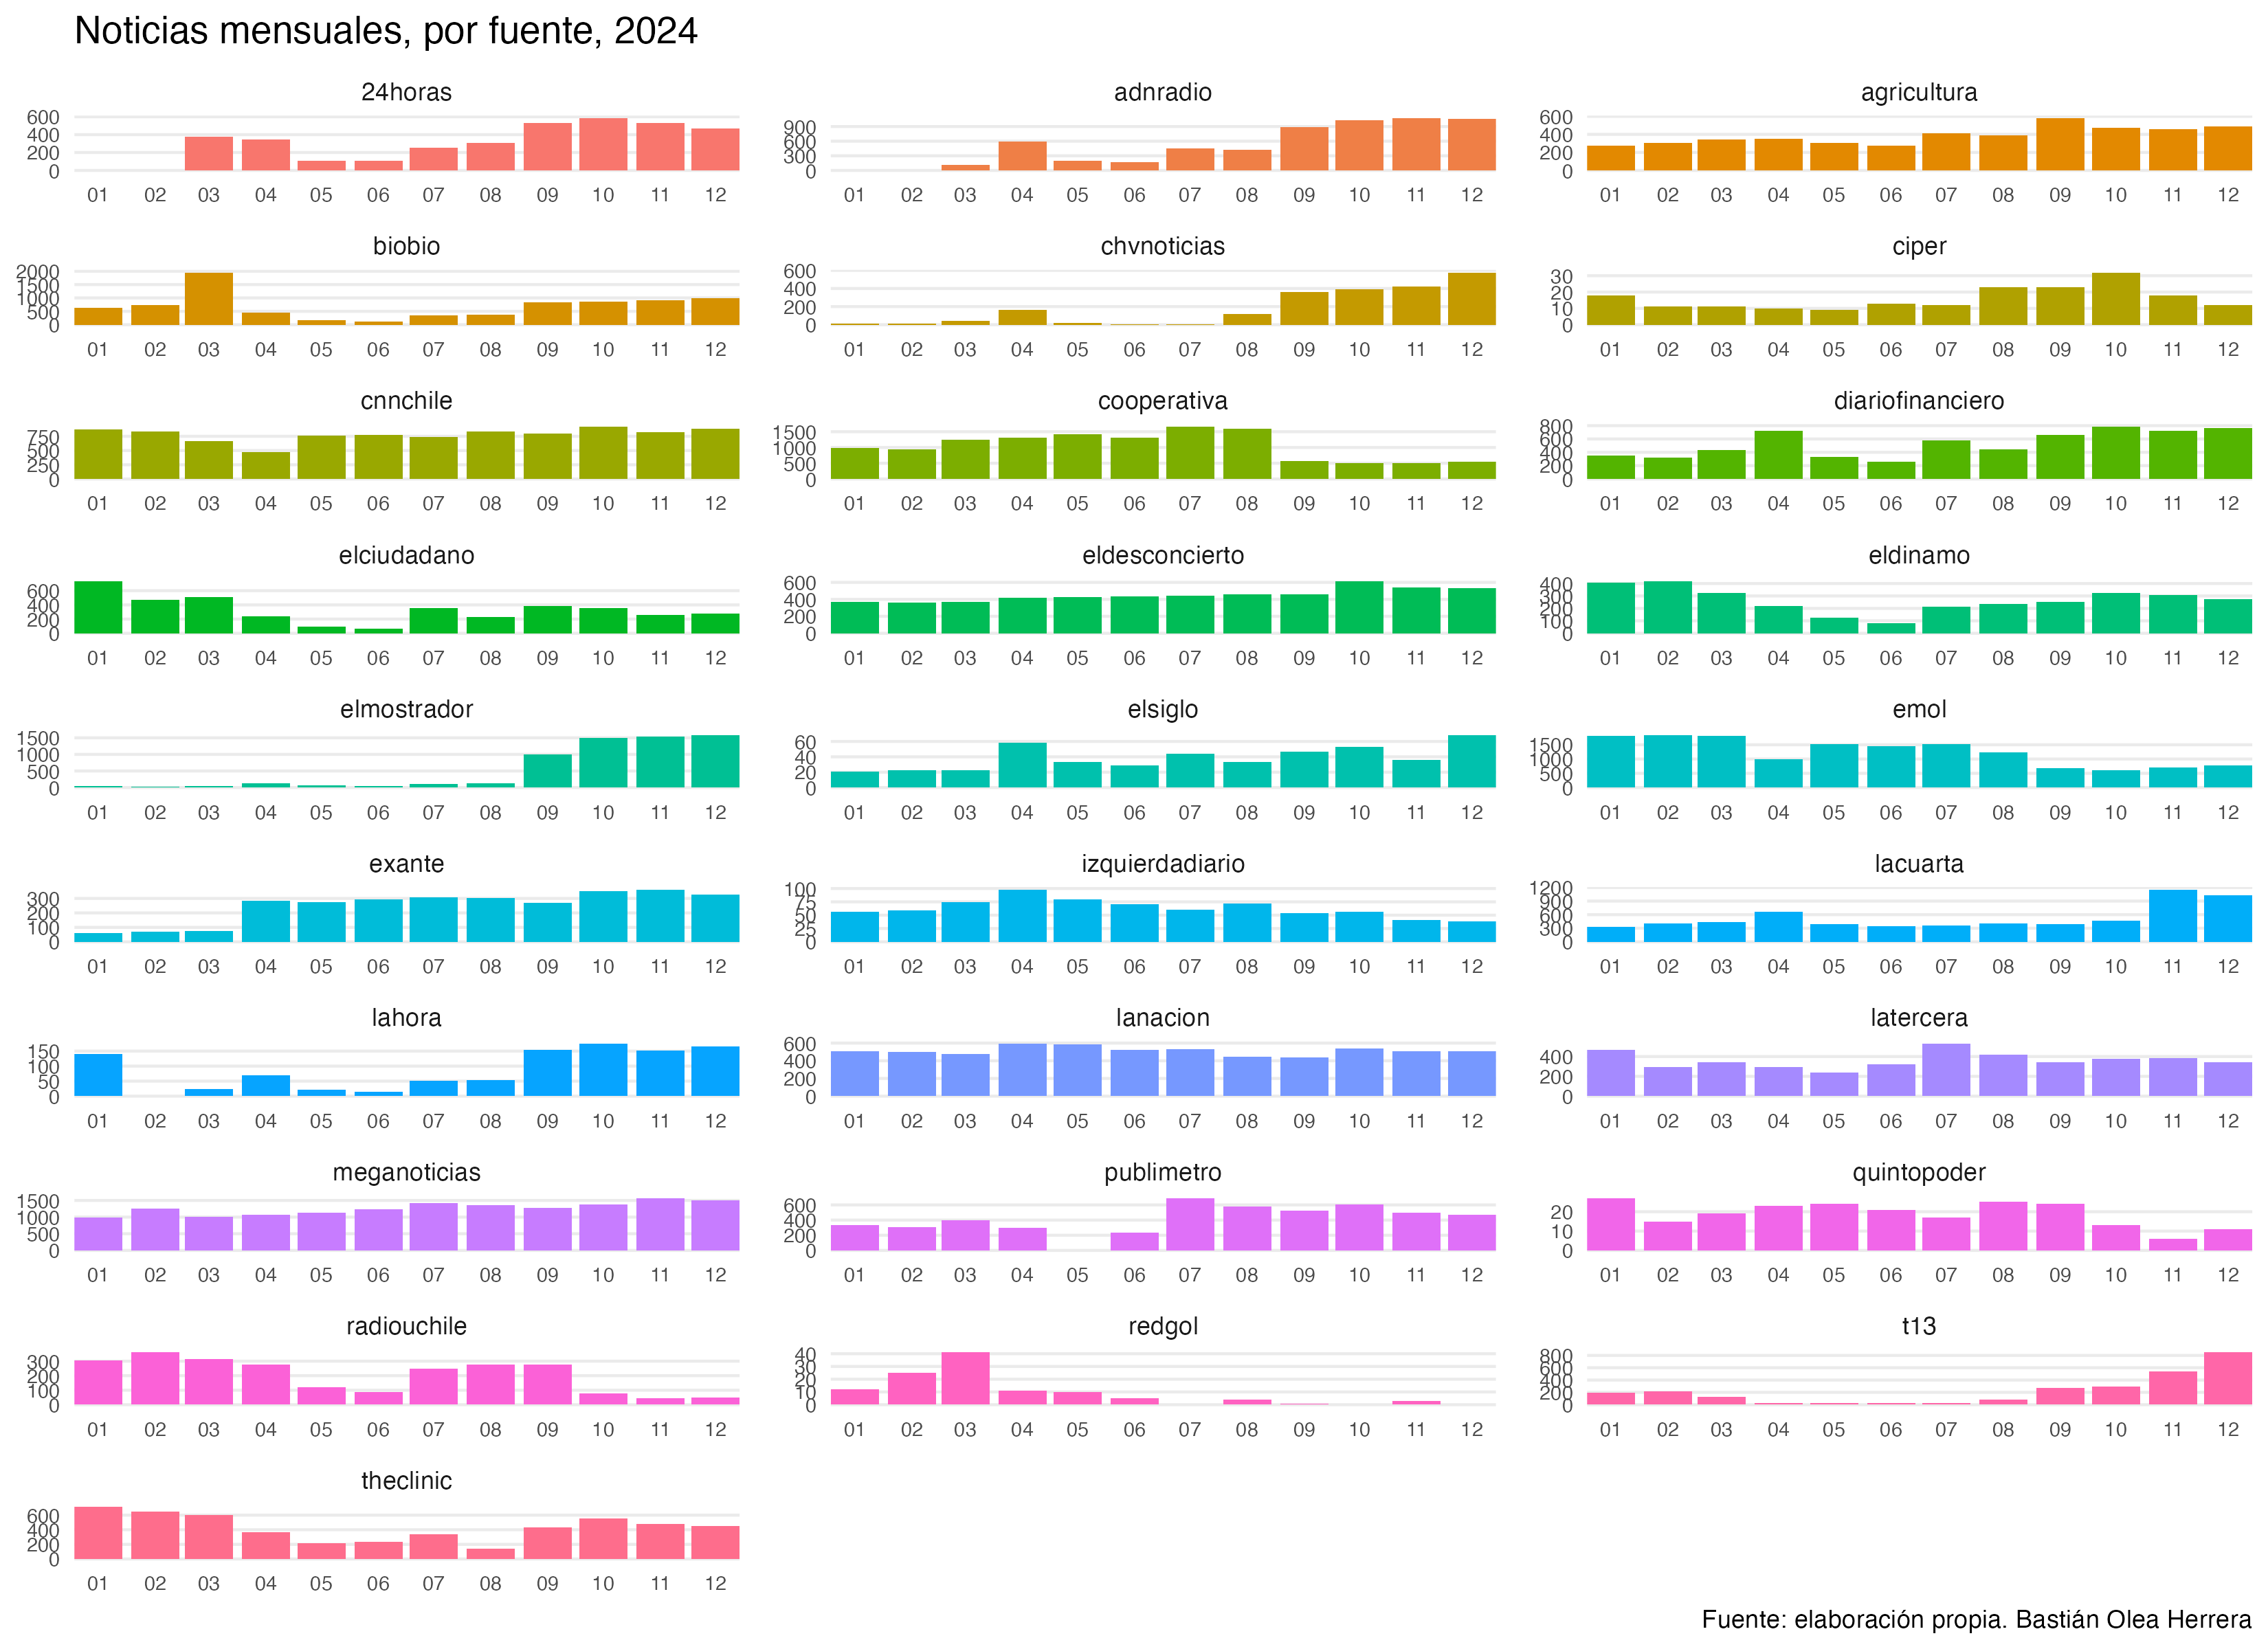 Noticias mensuales, por fuente, 2024
24horas
600
400
200
0
01 02 03 04 05 06 07 08 09 10 11 12
adnradio
900
600
300
0
01 02 03 04 05 06 07 08 09 10 11 12
agricultura
600
400
200
0
01 02 03 04 05 06 07 08 09 10 11 12
biobio
2000
1500
1000
500
0
01 02 03 04 05 06 07 08 09 10 11 12
chvnoticias
600
400
200
0
01 02 03 04 05 06 07 08 09 10 11 12
ciper
30
20
10
0
01 02 03 04 05 06 07 08 09 10 11 12
cnnchile
750
500
250
0
01 02 03 04 05 06 07 08 09 10 11 12
cooperativa
1500
1000
500
0
01 02 03 04 05 06 07 08 09 10 11 12
diariofinanciero
800
600
400
200
0
01 02 03 04 05 06 07 08 09 10 11 12
elciudadano
600
400
200
0
01 02 03 04 05 06 07 08 09 10 11 12
eldesconcierto
600
400
200
0
01 02 03 04 05 06 07 08 09 10 11 12
eldinamo
400
300
200
100
0
01 02 03 04 05 06 07 08 09 10 11 12
elmostrador
1500
1000
500
0
01 02 03 04 05 06 07 08 09 10 11 12
elsiglo
60
40
20
0
01 02 03 04 05 06 07 08 09 10 11 12
emol
1500
1000
500
0
01 02 03 04 05 06 07 08 09 10 11 12
exante
300
200
100
0
01 02 03 04 05 06 07 08 09 10 11 12
izquierdadiario
100
75
50
25
0
01 02 03 04 05 06 07 08 09 10 11 12
lacuarta
1200
900
600
300
0
01 02 03 04 05 06 07 08 09 10 11 12
lahora
150
100
50
0
01 02 03 04 05 06 07 08 09 10 11 12
lanacion
600
400
200
0
01 02 03 04 05 06 07 08 09 10 11 12
latercera
400
200
0
01 02 03 04 05 06 07 08 09 10 11 12
meganoticias
1500
1000
500
0
01 02 03 04 05 06 07 08 09 10 11 12
publimetro
600
400
200
0
01 02 03 04 05 06 07 08 09 10 11 12
quintopoder
20
10
0
01 02 03 04 05 06 07 08 09 10 11 12
radiouchile
300
200
100
0
01 02 03 04 05 06 07 08 09 10 11 12
redgol
40
30
20
10
0
01 02 03 04 05 06 07 08 09 10 11 12
t13
800
600
400
200
0
01 02 03 04 05 06 07 08 09 10 11 12
theclinic
600
400
200
0
01 02 03 04 05 06 07 08 09 10 11 12
Fuente: elaboración propia. Bastián Olea Herrera